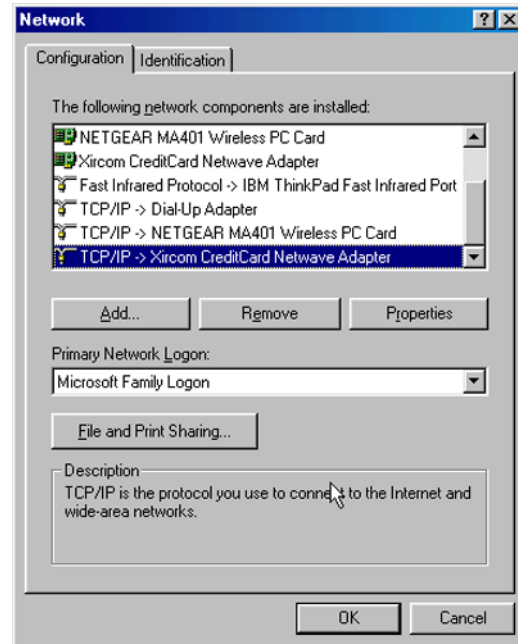 Network
Configuration Identification
The following network components are installed:
NETGEAR MA401 Wireless PC Card
Xircom CreditCard Netwave Adapter
Fast Infrared Protocol -> IBM ThinkPad Fast Infrared Port
TCP/IP -> Dial-Up Adapter
TCP/IP -> NETGEAR MA401 Wireless PC Card
TCP/IP -> Xircom CreditCard Netwave Adapter
Add... Remove Properties
Primary Network Logon:
Microsoft Family Logon
File and Print Sharing...
Description
TCP/IP is the protocol you use to connect to the Internet and
wide-area networks.
OK Cancel